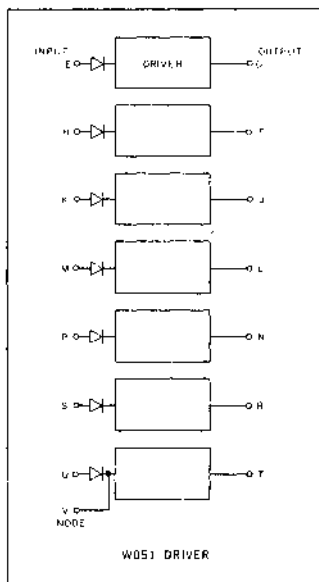 INPUT OUTPUT
E DRIVER D
H F
K J
M L
P N
S R
U T
V
NODE
W051 DRIVER